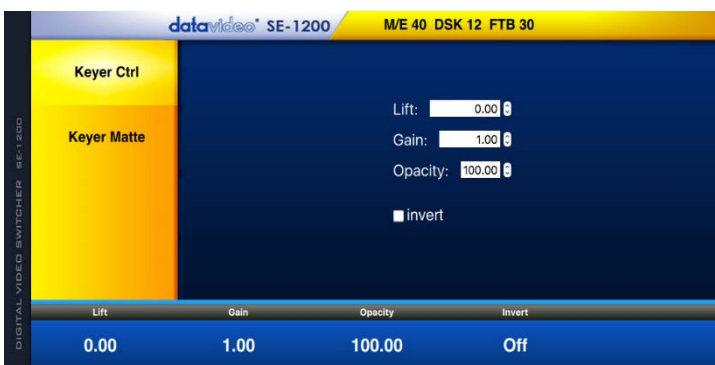 datavideo SE-1200 M/E 40 DSK 12 FTB 30
Keyer Ctrl
Keyer Matte
Lift: 0.00
Gain: 1.00
Opacity: 100.00
invert
Lift Gain Opacity Invert
0.00 1.00 100.00 Off
DIGITAL VIDEO SWITCHER SE-1200